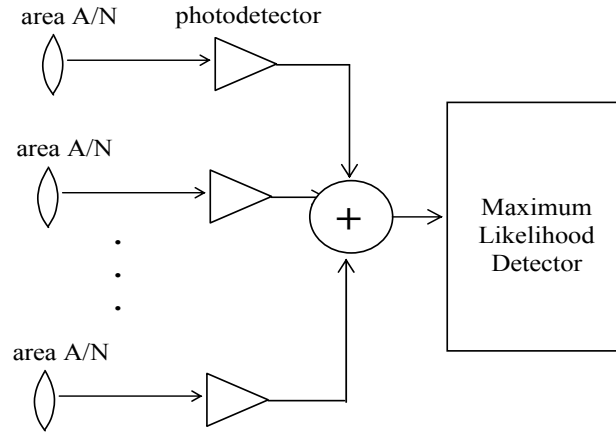 area A/N
photodetector
area A/N
+
Maximum
Likelihood
Detector
area A/N